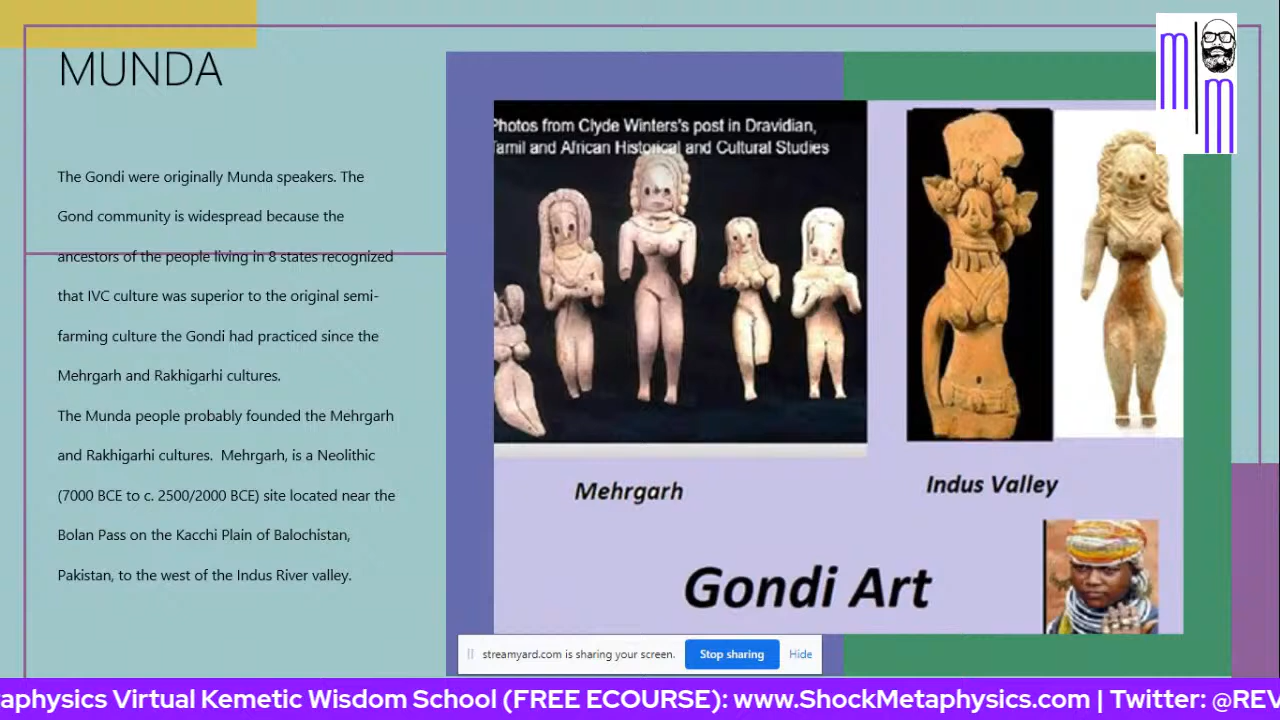 MUNDA
The Gondi were originally Munda speakers. The
Gond community is widespread because the
ancestors of the people living in 8 states recognized
that IVC culture was superior to the original semi-
farming culture the Gondi had practiced since the
Mehrgarh and Rakhigarhi cultures.
The Munda people probably founded the Mehrgarh
and Rakhigarhi cultures. Mehrgarh, is a Neolithic
(7000 BCE to c. 2500/2000 BCE) site located near the
Bolan Pass on the Kacchi Plain of Balochistan,
Pakistan, to the west of the Indus River valley.
m m
Photos from Clyde Winters's post in Dravidian,
Tamil and African Historical and Cultural Studies
Mehrgarh
Indus Valley
Gondi Art
streamyard.com is sharing your screen. Stop sharing Hide
aphysics Virtual Kemetic Wisdom School (FREE ECOURSE): www.ShockMetaphysics.com | Twitter: @REV